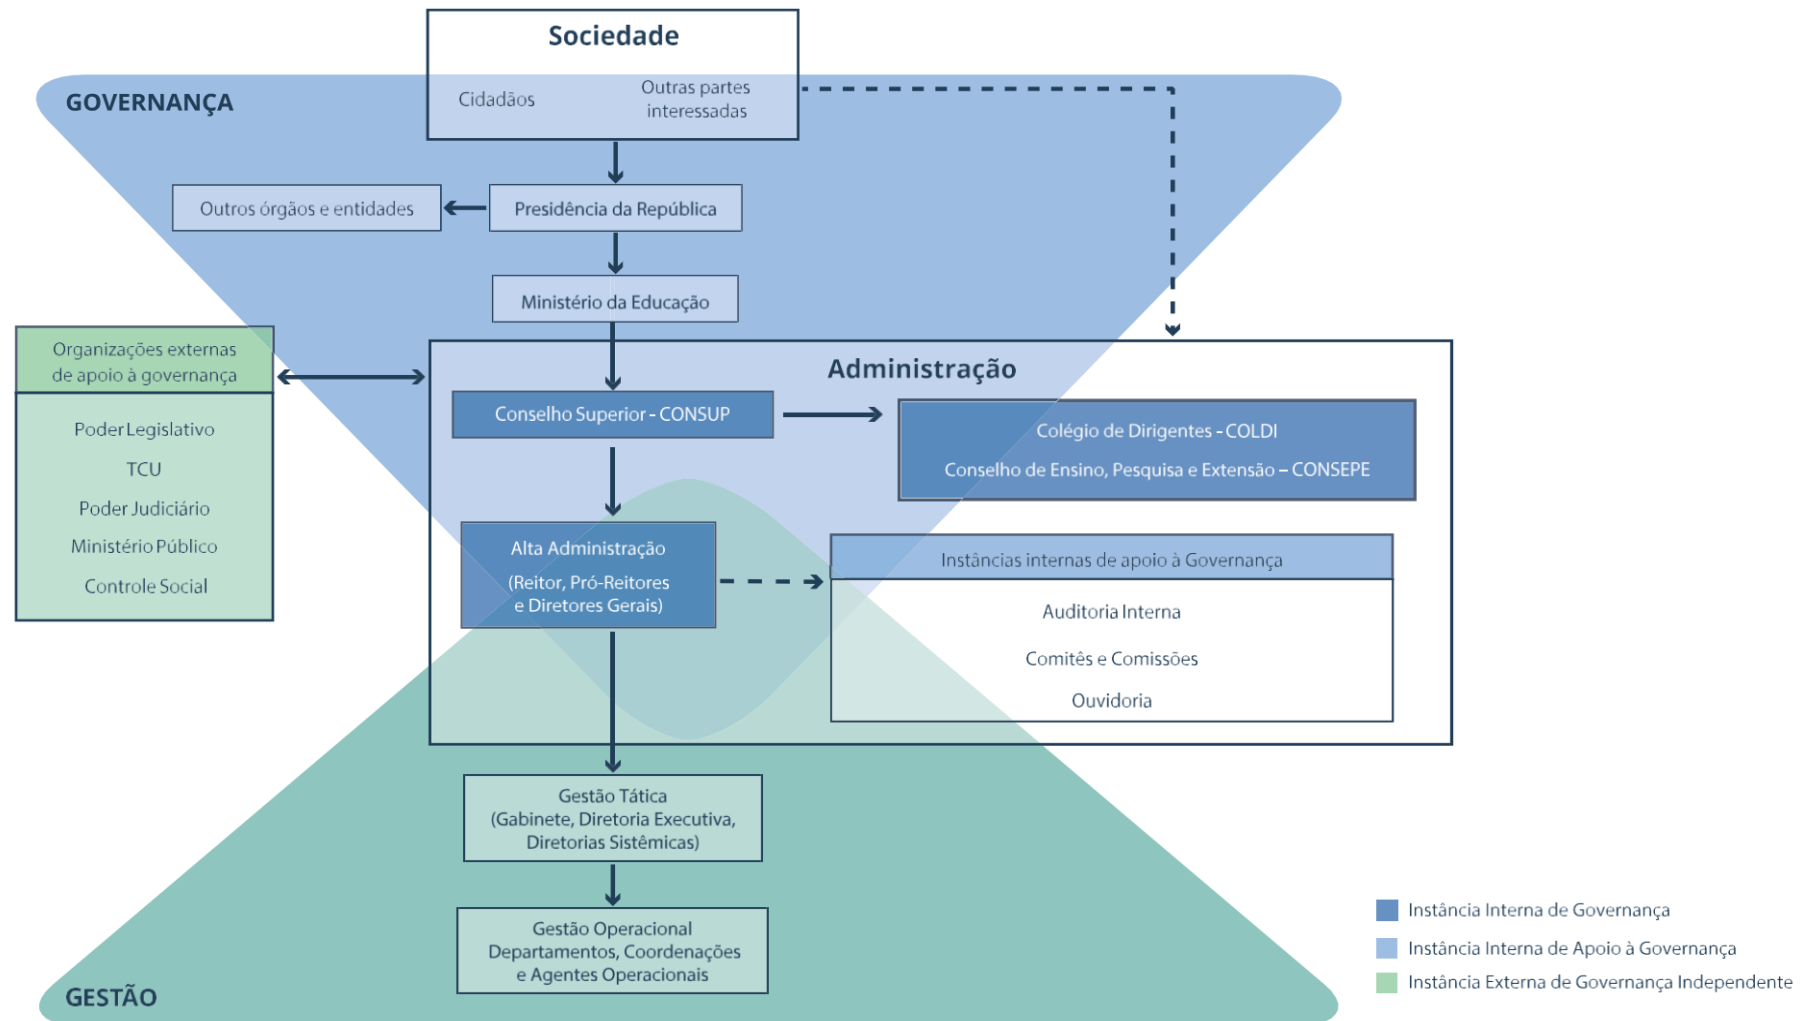 Sociedade
GOVERNANÇA
Cidadãos
Outras partes
interessadas
Outros órgãos e entidades
Presidência da República
Ministério da Educação
Organizações externas
de apoio à governança
Poder Legislativo
TCU
Poder Judiciário
Ministério Público
Controle Social
Administração
Conselho Superior - CONSUP
Colégio de Dirigentes - COLDI
Conselho de Ensino, Pesquisa e Extensão – CONSEPE
Alta Administração
(Reitor, Pró-Reitores
e Diretores Gerais)
Instâncias internas de apoio à Governança
Auditoria Interna
Comitês e Comissões
Ouvidoria
Gestão Tática
(Gabinete, Diretoria Executiva,
Diretorias Sistêmicas)
Gestão Operacional
Departamentos, Coordenações
e Agentes Operacionais
GESTÃO
Instância Interna de Governança
Instância Interna de Apoio à Governança
Instância Externa de Governança Independente